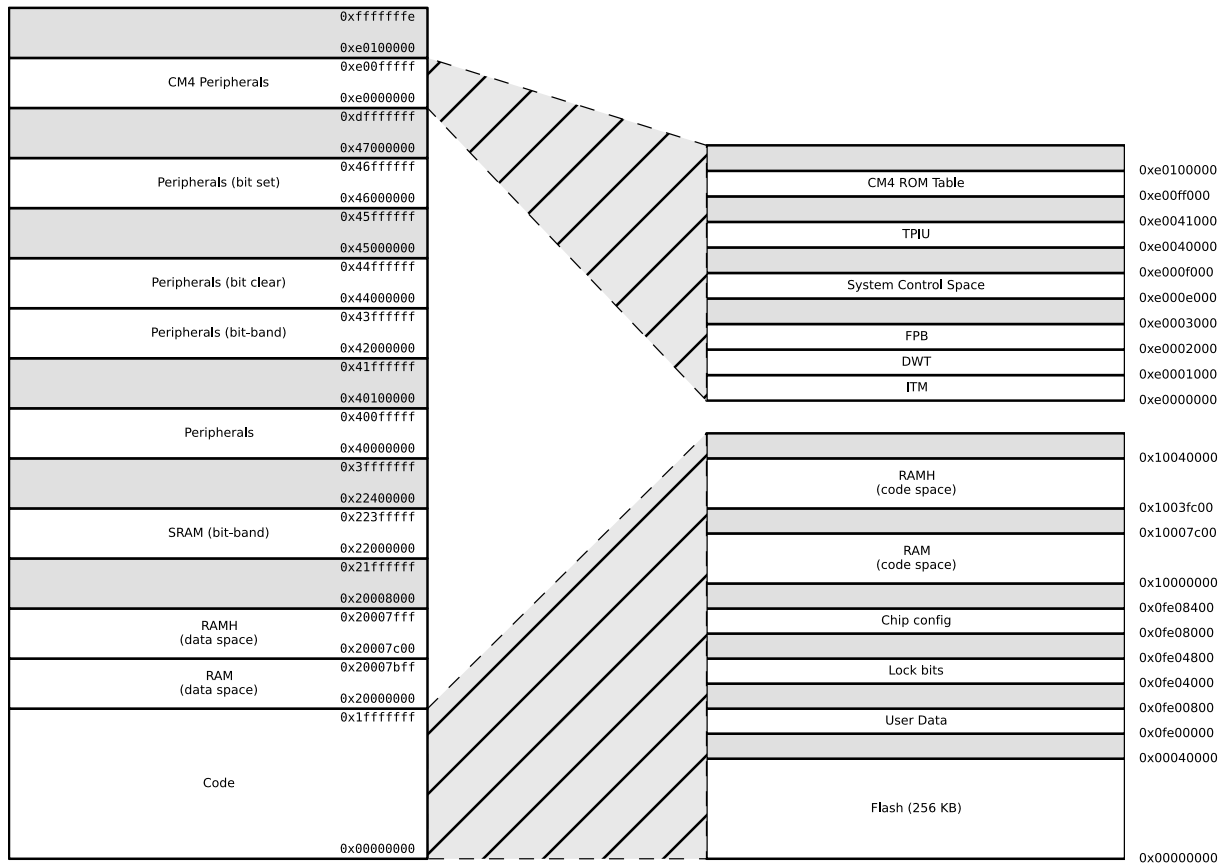 0xfffffffe
0xe0100000
0xe00fffff
CM4 Peripherals
0xe0000000
0xdfffffff
0x47000000
0x46ffffff
Peripherals (bit set)
0x46000000
0x45ffffff
0x45000000
0x44ffffff
Peripherals (bit clear)
0x44000000
0x43ffffff
Peripherals (bit-band)
0x42000000
0x41ffffff
0x40100000
0x400fffff
Peripherals
0x40000000
0x3fffffff
0x22400000
0x223fffff
SRAM (bit-band)
0x22000000
0x21ffffff
0x20008000
0x20007fff
RAMH
(data space)
0x20007c00
0x20007bff
RAM
(data space)
0x20000000
0x1fffffff
Code
0x00000000
0xe0100000
CM4 ROM Table
0xe00ff000
0xe0041000
TPIU
0xe0040000
0xe000f000
System Control Space
0xe000e000
0xe0003000
FPB
0xe0002000
DWT
0xe0001000
ITM
0xe0000000
0x10040000
RAMH
(code space)
0x1003fc00
0x10007c00
RAM
(code space)
0x10000000
0x0fe08400
Chip config
0x0fe08000
0x0fe04800
Lock bits
0x0fe04000
0x0fe00800
User Data
0x0fe00000
0x00040000
Flash (256 KB)
0x00000000